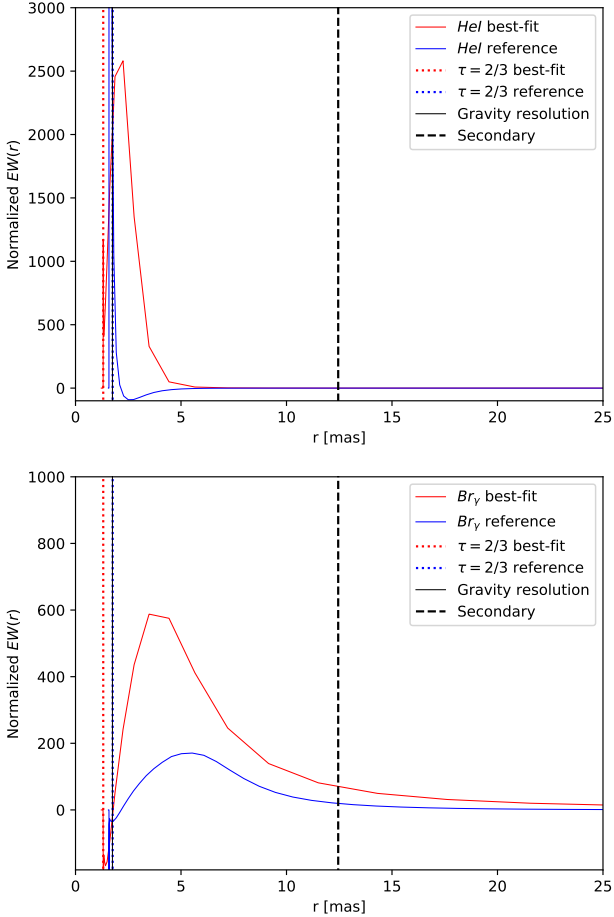 3000
2500
2000
1500
1000
500
0
Normalized EW(r)
HeI best-fit
HeI reference
τ = 2/3 best-fit
τ = 2/3 reference
Gravity resolution
Secondary
0 5 10 15 20 25
r [mas]
1000
800
600
400
200
0
Normalized EW(r)
Brγ best-fit
Brγ reference
τ = 2/3 best-fit
τ = 2/3 reference
Gravity resolution
Secondary
0 5 10 15 20 25
r [mas]